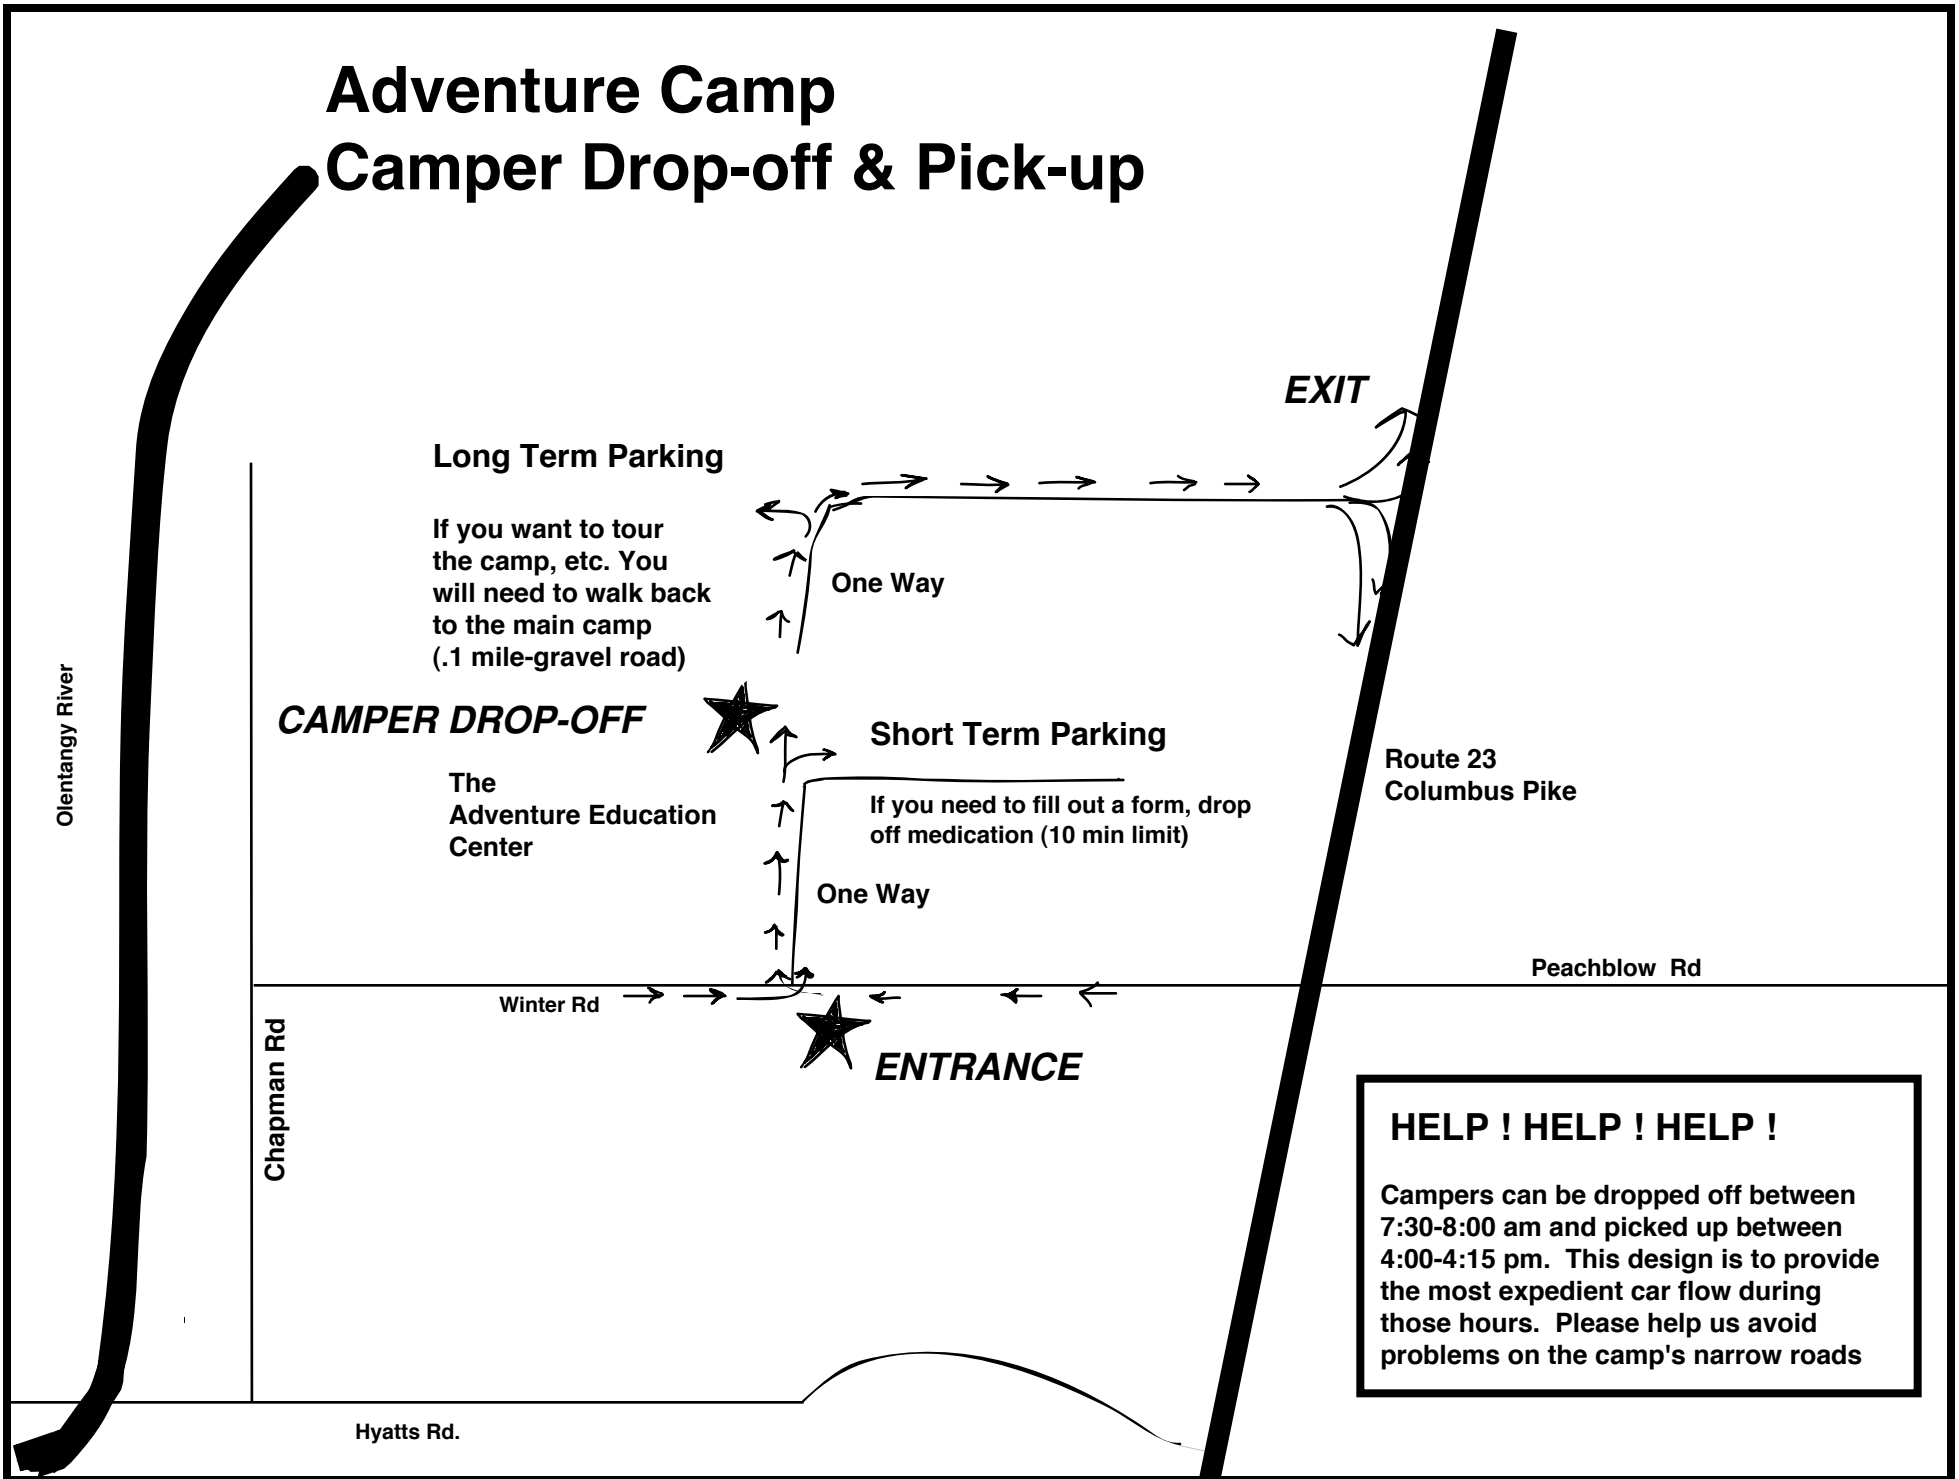 Adventure Camp
Camper Drop-off & Pick-up
EXIT
Long Term Parking
If you want to tour
the camp, etc. You
will need to walk back
to the main camp
(.1 mile-gravel road)
One Way
CAMPER DROP-OFF
Short Term Parking
The
Adventure Education
Center
If you need to fill out a form, drop
off medication (10 min limit)
One Way
Olentangy River
Route 23
Columbus Pike
Peachblow  Rd
Winter Rd
ENTRANCE
Chapman Rd
HELP ! HELP ! HELP !
Campers can be dropped off between
7:30-8:00 am and picked up between
4:00-4:15 pm.  This design is to provide
the most expedient car flow during
those hours.  Please help us avoid
problems on the camp's narrow roads
Hyatts Rd.